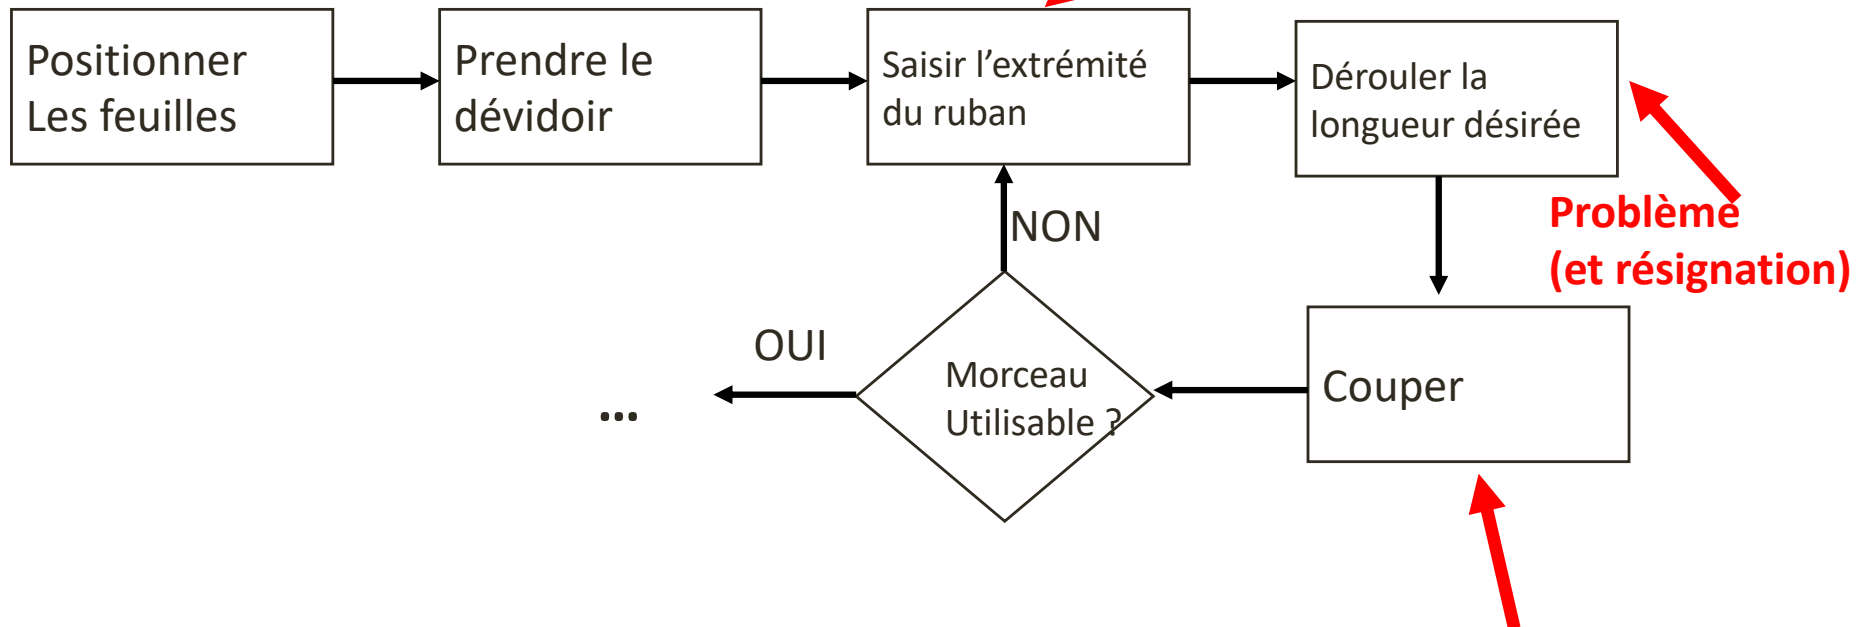 Positionner
Les feuilles
Prendre le
dévidoir
Saisir l’extrémité
du ruban
Dérouler la
longueur désirée
Problème
(et résignation)
NON
OUI
...
Morceau
Utilisable ?
Couper